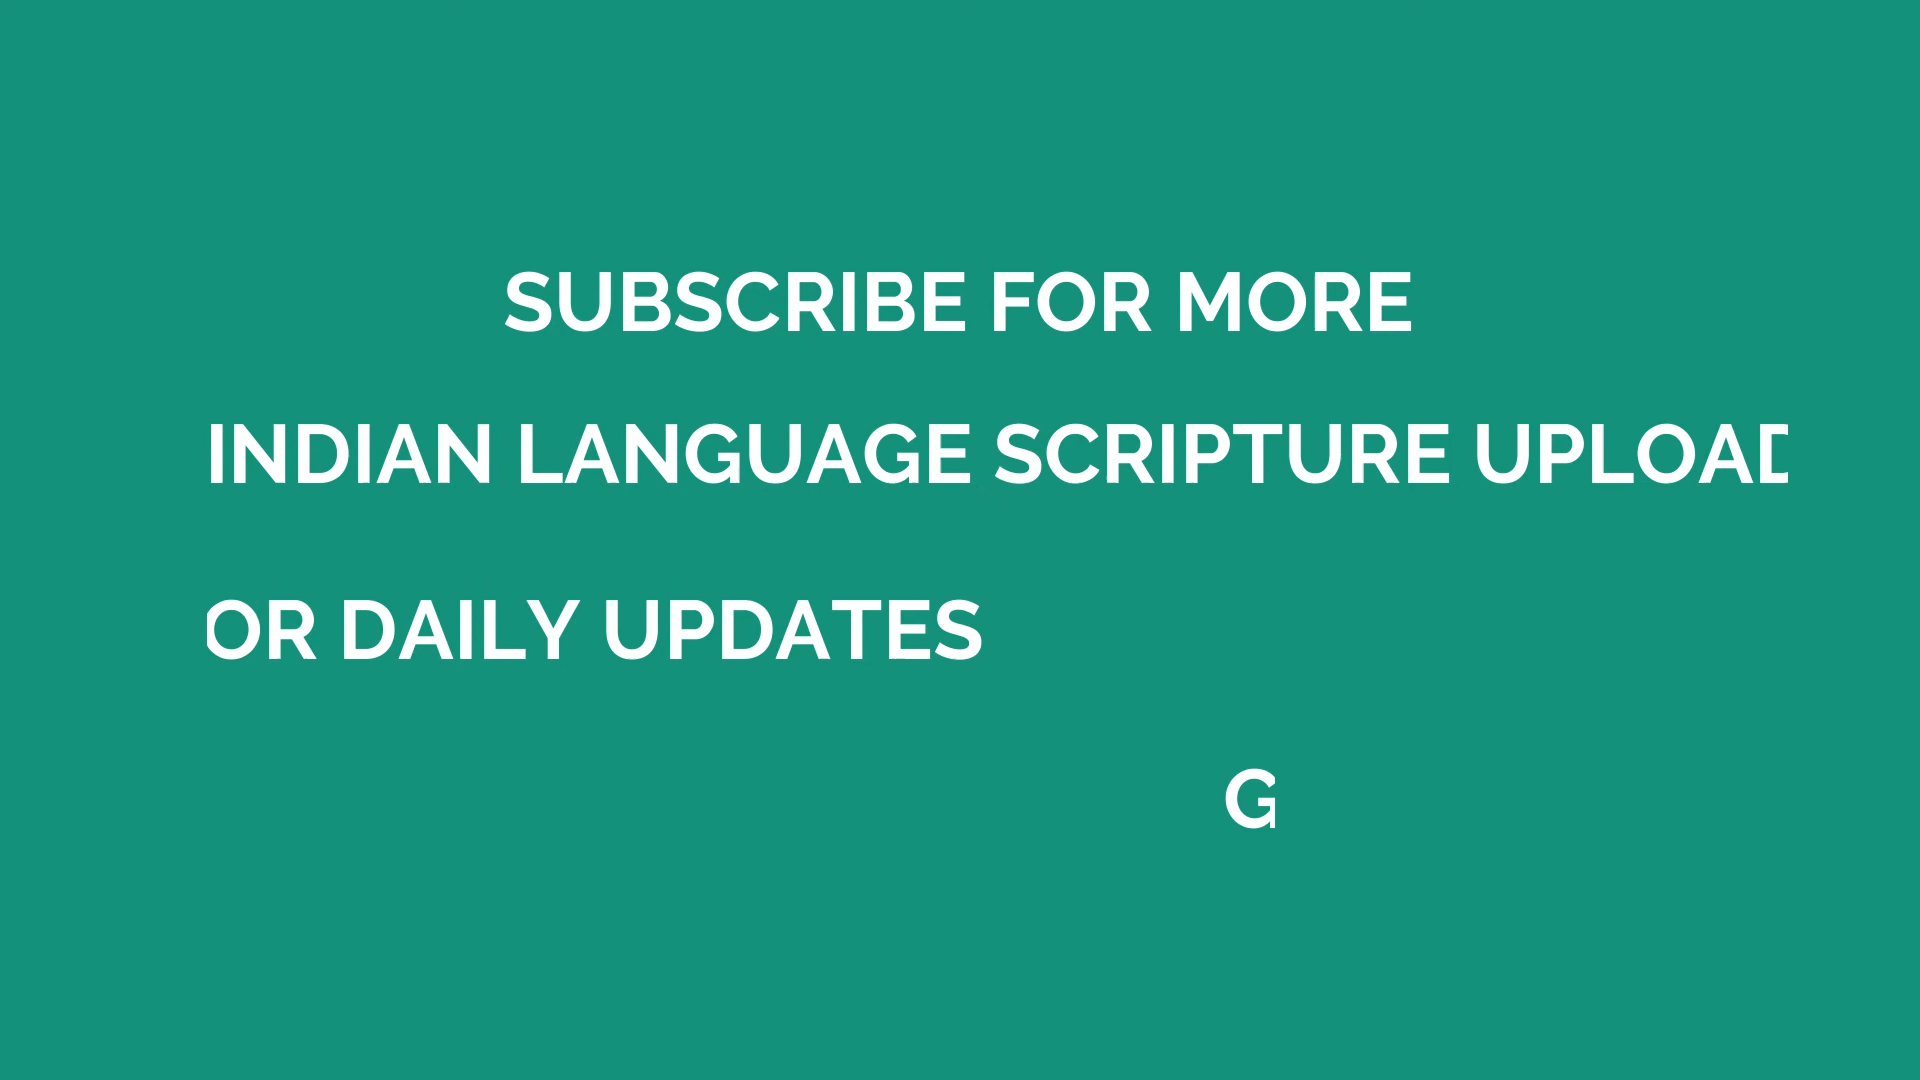 SUBSCRIBE FOR MORE
INDIAN LANGUAGE SCRIPTURE UPLOAD
OR DAILY UPDATES
G